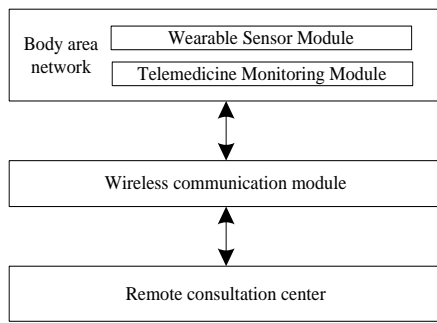 Body area
network
Wearable Sensor Module
Telemedicine Monitoring Module
Wireless communication module
Remote consultation center